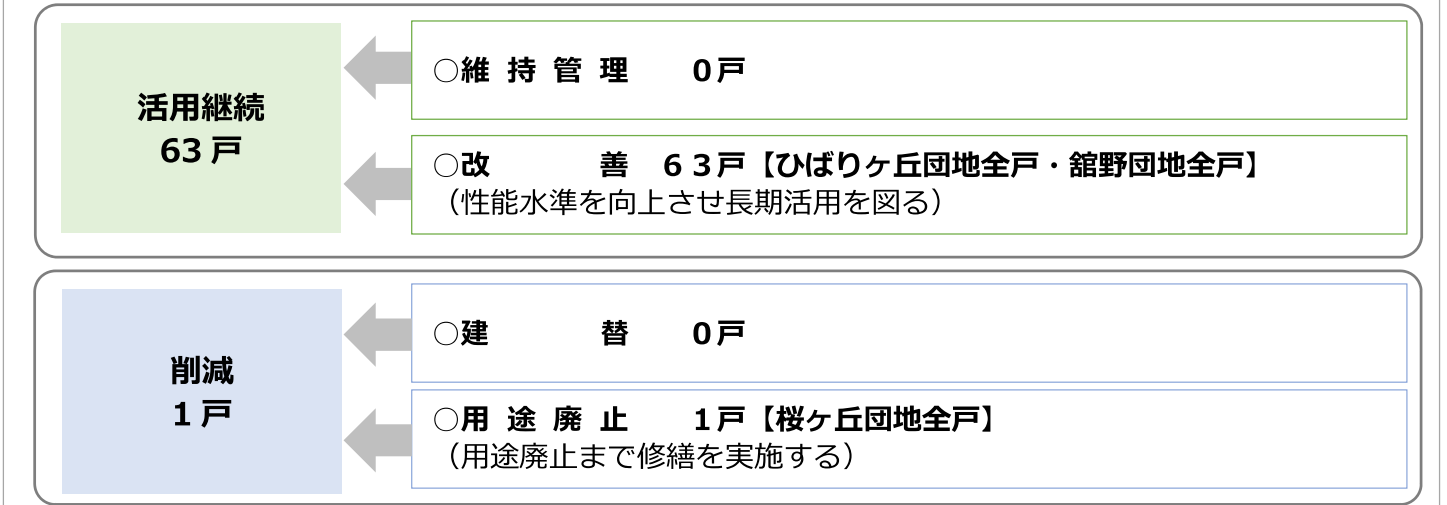 活用継続
63 戸
○維 持 管 理　　0戸
○改　　　善　63戸【ひばりヶ丘団地全戸・舘野団地全戸】
（性能水準を向上させ長期活用を図る）
削減
1 戸
○建　　　替　　0戸
○用 途 廃 止　　1戸【桜ヶ丘団地全戸】
（用途廃止まで修繕を実施する）